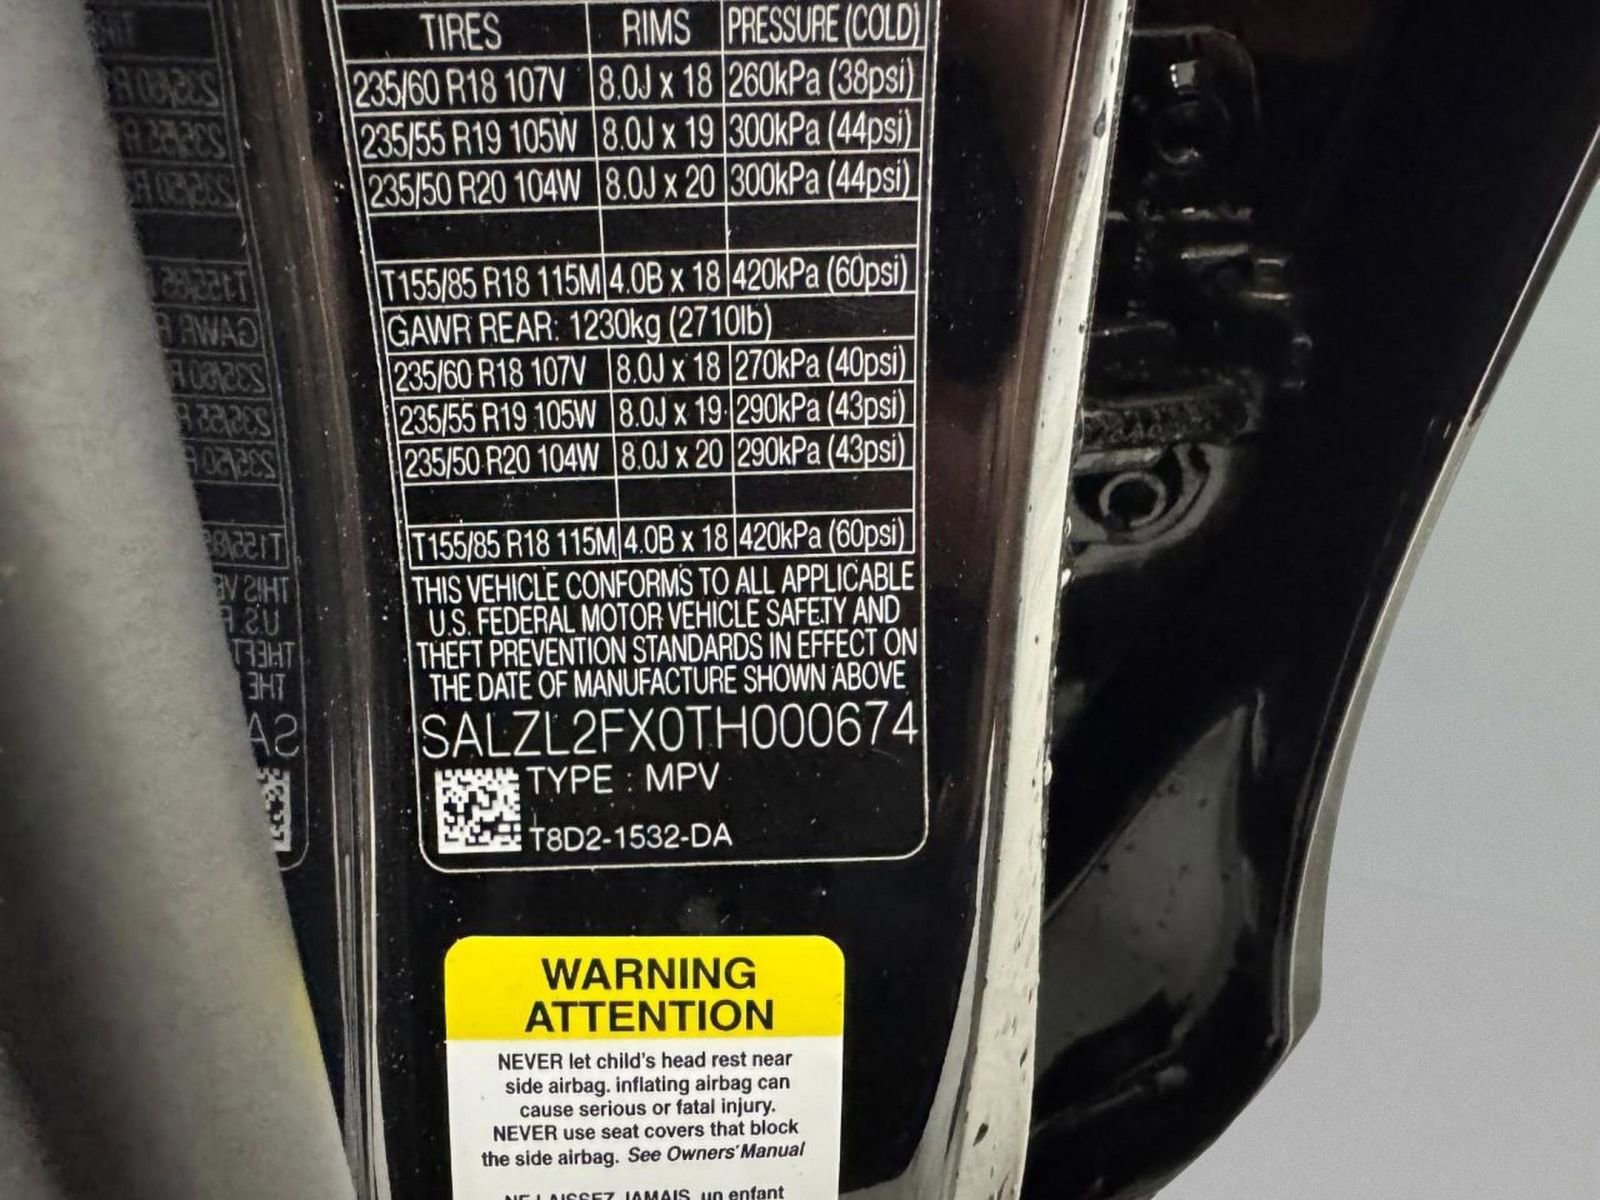 TIRES RIMS PRESSURE (COLD)
235/60 R18 107V 8.0J x 18 260kPa (38psi)
235/55 R19 105W 8.0J x 19 300kPa (44psi)
235/50 R20 104W 8.0J x 20 300kPa (44psi)
T155/85 R18 115M 4.0B x 18 420kPa (60psi)
GAWR REAR: 1230kg (2710lb)
235/60 R18 107V 8.0J x 18 270kPa (40psi)
235/55 R19 105W 8.0J x 19 290kPa (43psi)
235/50 R20 104W 8.0J x 20 290kPa (43psi)
T155/85 R18 115M 4.0B x 18 420kPa (60psi)
THIS VEHICLE CONFORMS TO ALL APPLICABLE
U.S. FEDERAL MOTOR VEHICLE SAFETY AND
THEFT PREVENTION STANDARDS IN EFFECT ON
THE DATE OF MANUFACTURE SHOWN ABOVE
SALZL2FX0TH000674
TYPE : MPV
T8D2-1532-DA
WARNING
ATTENTION
NEVER let child's head rest near
side airbag. inflating airbag can
cause serious or fatal injury.
NEVER use seat covers that block
the side airbag. See Owners' Manual
NE LAISSEZ JAMAIS, un enfant